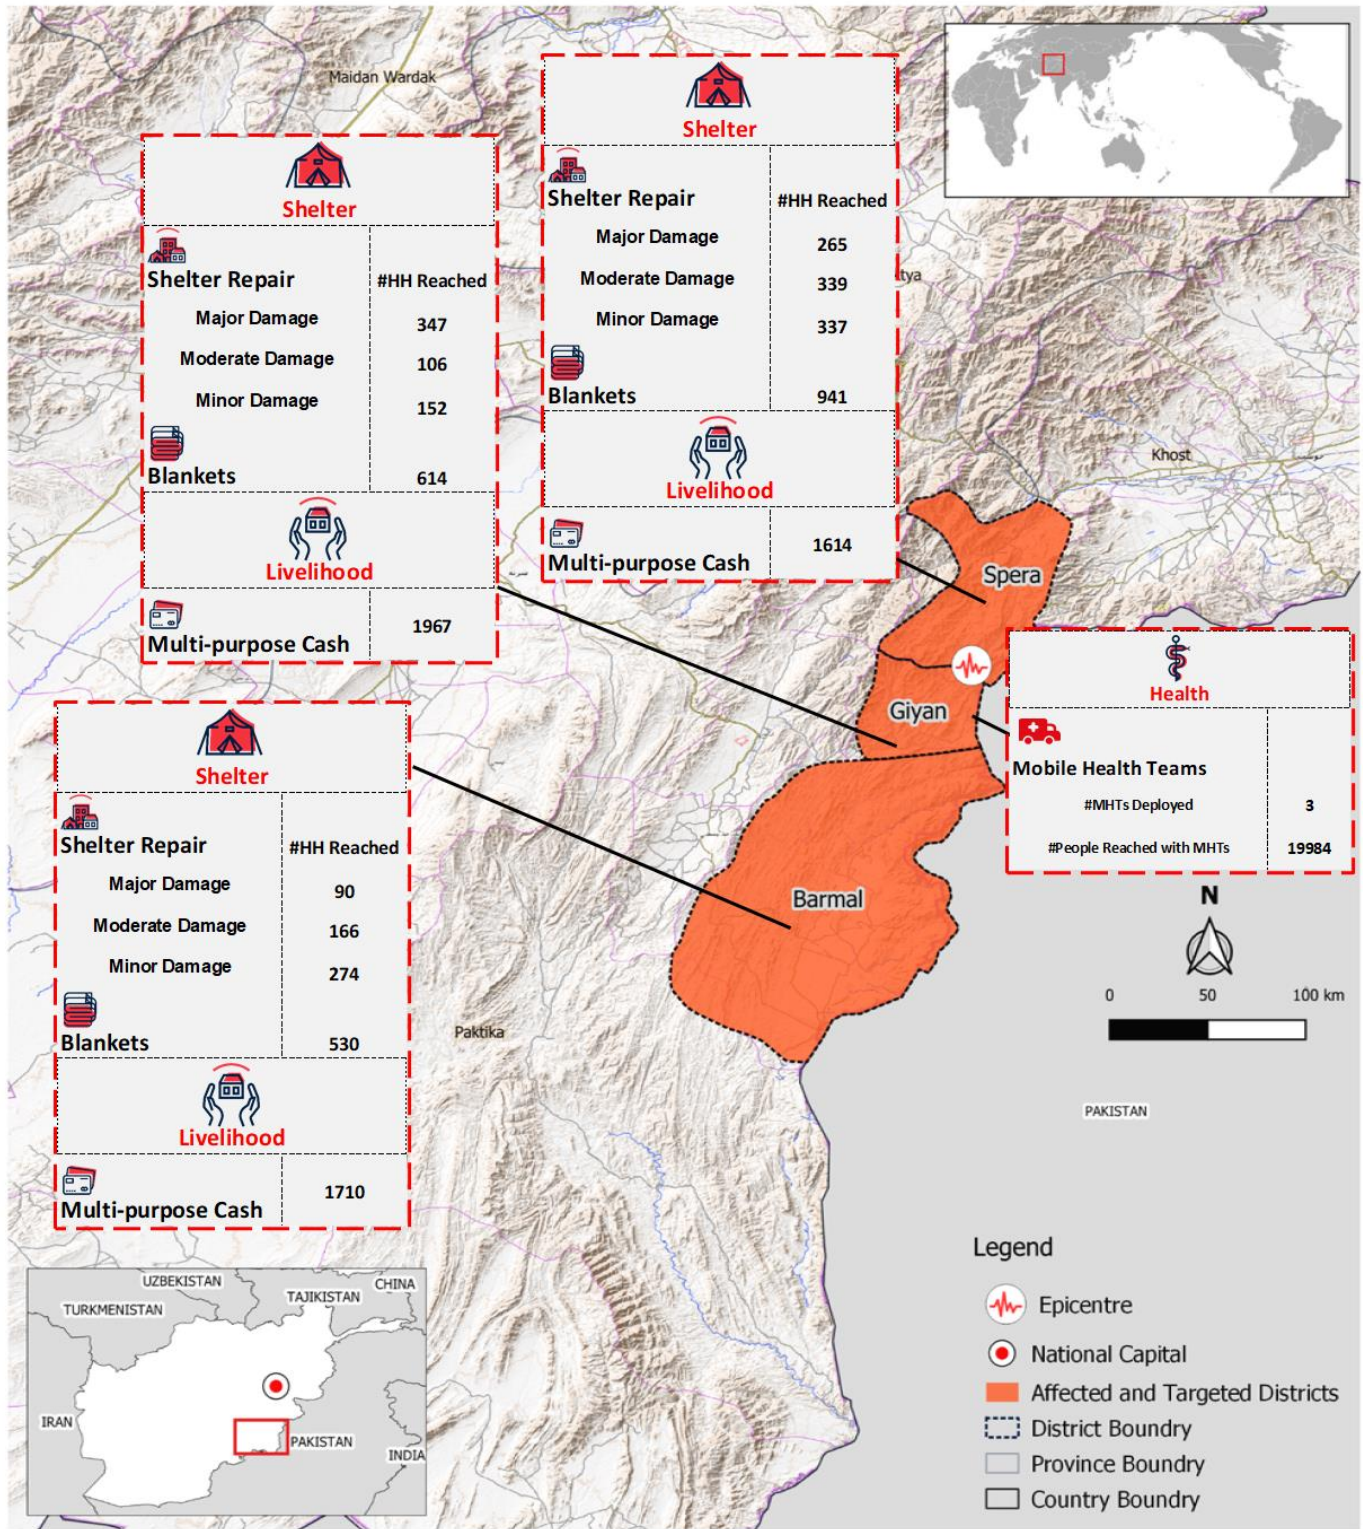 Maidan Wardak
Shelter
Shelter Repair
#HH Reached
Major Damage
265
Moderate Damage
339
Minor Damage
337
Blankets
941
Livelihood
Multi-purpose Cash
1614
Shelter
Shelter Repair
#HH Reached
Major Damage
347
Moderate Damage
106
Minor Damage
152
Blankets
614
Livelihood
Multi-purpose Cash
1967
tya
Khost
Spera
Giyan
Barmal
Health
Mobile Health Teams
#MHTs Deployed
3
#People Reached with MHTs
19984
Shelter
Shelter Repair
#HH Reached
Major Damage
90
Moderate Damage
166
Minor Damage
274
Blankets
530
Livelihood
Multi-purpose Cash
1710
Paktika
N
0 50 100 km
PAKISTAN
Legend
Epicentre
National Capital
Affected and Targeted Districts
District Boundry
Province Boundry
Country Boundry
UZBEKISTAN
CHINA
TAJIKISTAN
TURKMENISTAN
IRAN
PAKISTAN
INDIA